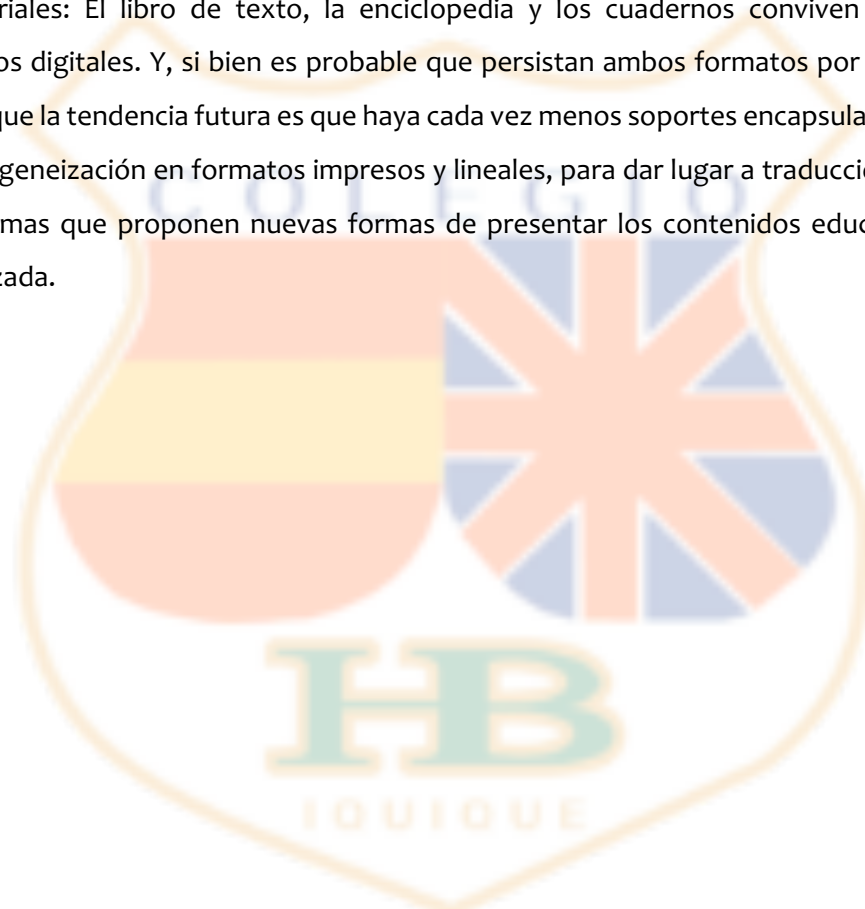 riales: El libro de texto, la enciclopedia y los cuadernos conviven
os digitales. Y, si bien es probable que persistan ambos formatos por
que la tendencia futura es que haya cada vez menos soportes encapsula
geneización en formatos impresos y lineales, para dar lugar a traducci
COLEGIO
mas que proponen nuevas formas de presentar los contenidos educ
zada.
HB
IQUIQUE